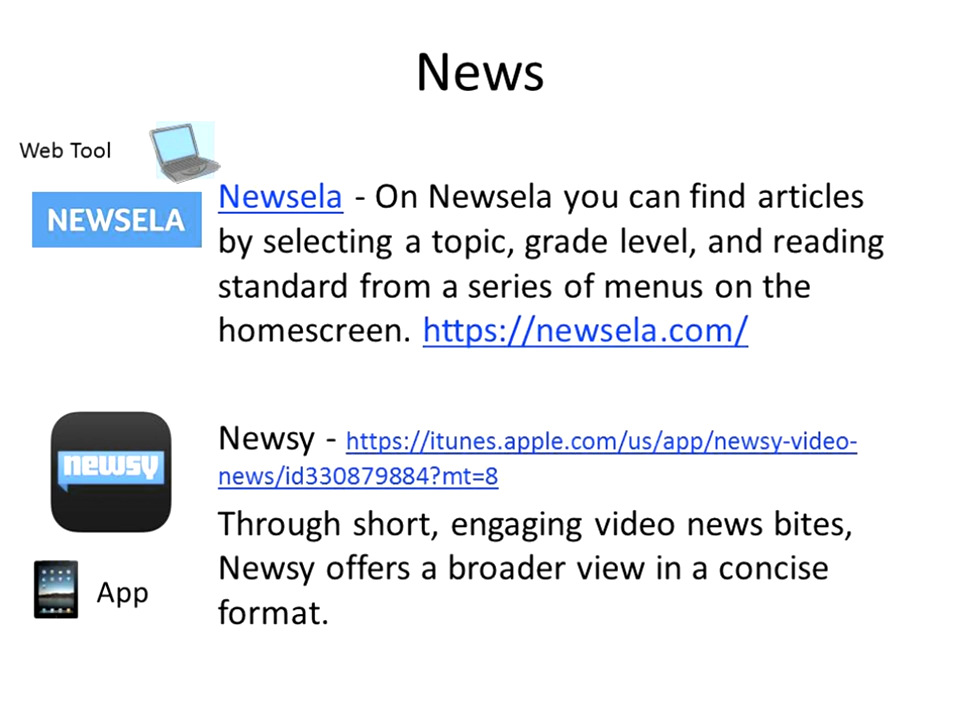 News
Web Tool
NEWSELA
Newsela - On Newsela you can find articles
by selecting a topic, grade level, and reading
standard from a series of menus on the
homescreen. https://newsela.com/
newsy
Newsy - https://itunes.apple.com/us/app/newsy-video-
news/id330879884?mt=8
Through short, engaging video news bites,
Newsy offers a broader view in a concise
format.
App